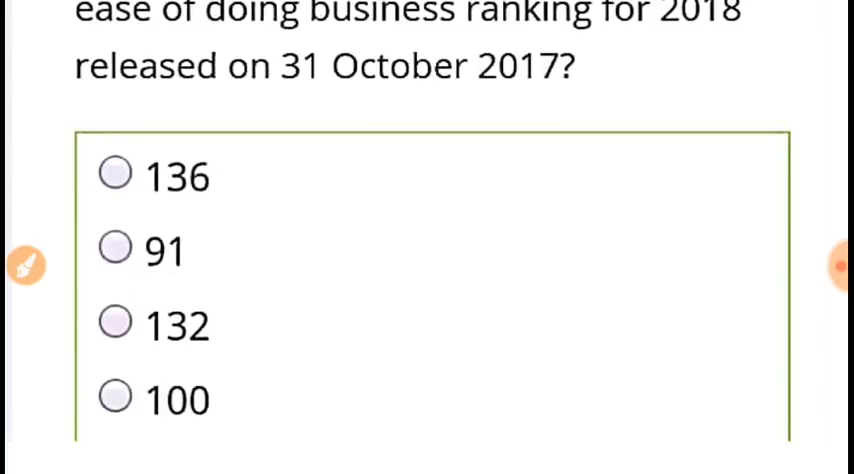 ease of doing business ranking for 2018
released on 31 October 2017?
136
91
132
100